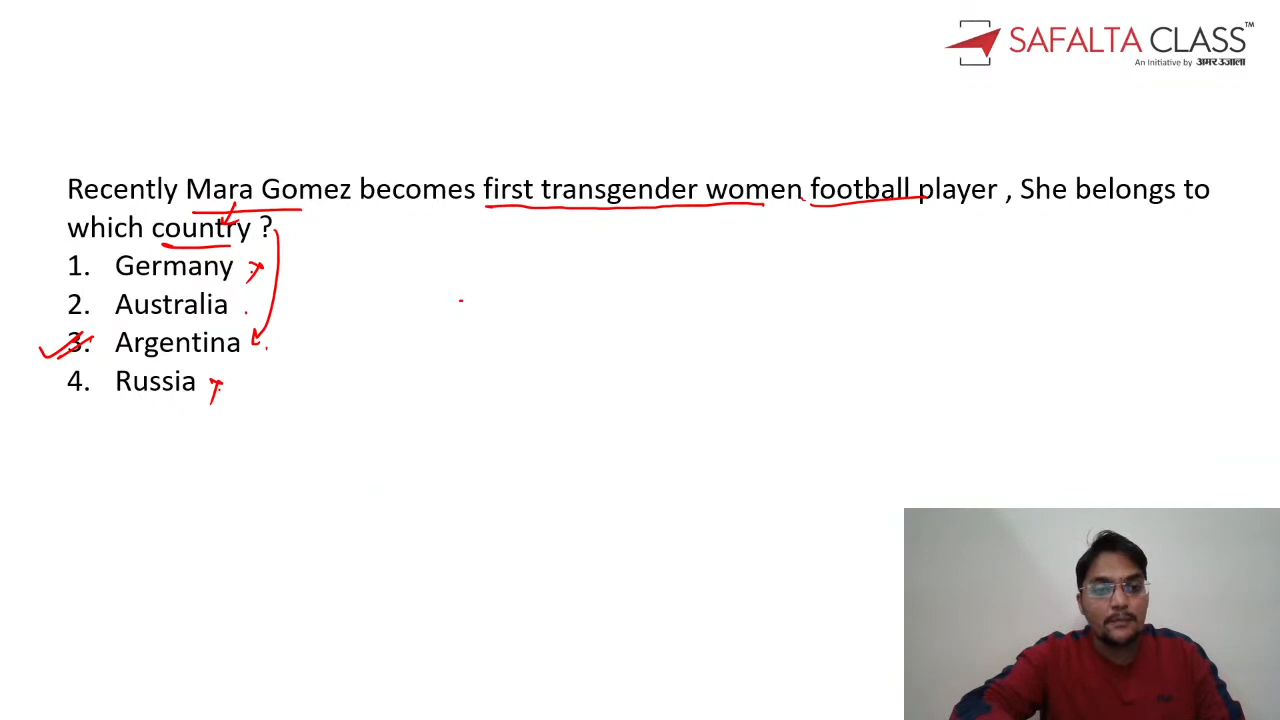 SAFALTA CLASS™
An Initiative by अमर उजाला
Recently Mara Gomez becomes first transgender women football player , She belongs to
which country ?
1. Germany
2. Australia
3. Argentina
4. Russia